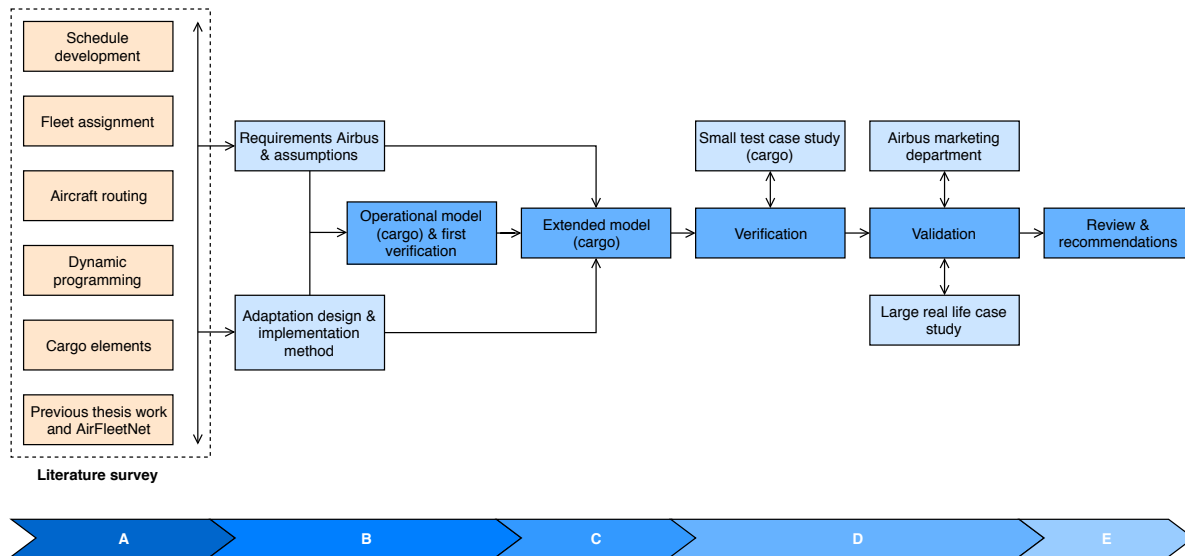 Schedule
development
Fleet assignment
Aircraft routing
Dynamic
programming
Cargo elements
Previous thesis work
and AirFleetNet
Literature survey
Requirements Airbus
& assumptions
Operational model
(cargo) & first
verification
Adaptation design &
implementation
method
Extended model
(cargo)
Small test case study
(cargo)
Verification
Airbus marketing
department
Validation
Large real life case
study
Review &
recommendations
A
B
C
D
E